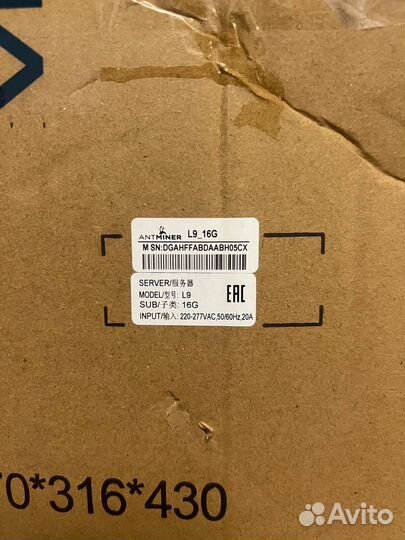 ANTMINER L9_16G
M SN:DGAHFFABDAABH05CX
SERVER/服务器
MODEL/型号: L9
SUB/子类: 16G
INPUT/输入: 220-277VAC,50/60Hz,20A
EAC
70*316*430
Avito